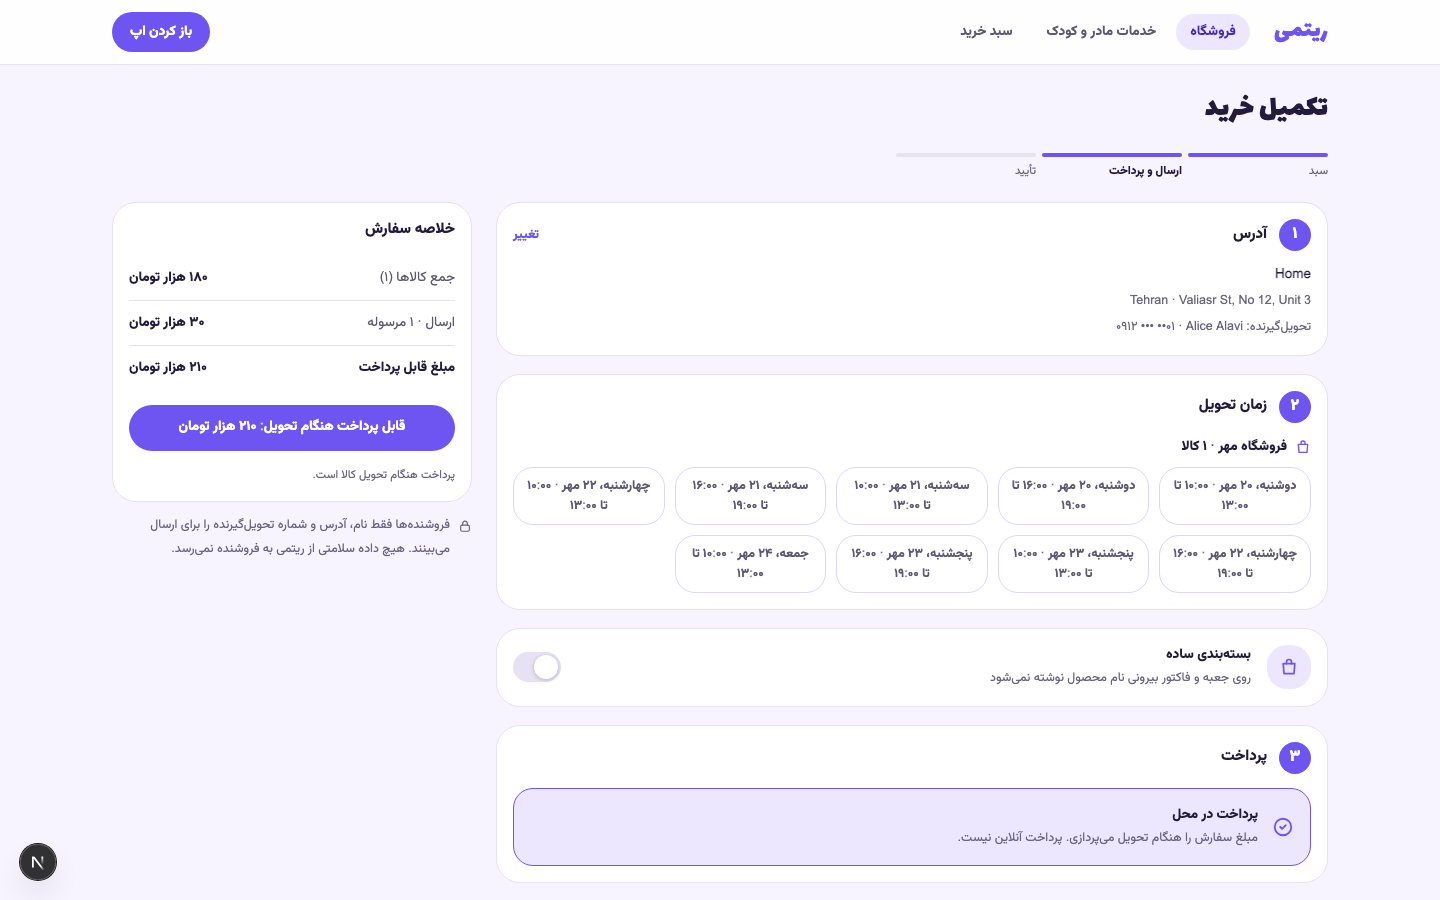 ریتمی
فروشگاه
خدمات مادر و کودک
سبد خرید
باز کردن اپ
تکمیل خرید
سبد
ارسال و پرداخت
تأیید
۱
آدرس
تغییر
Home
Tehran · Valiasr St, No 12, Unit 3
تحویل‌گیرنده: Alice Alavi · ۰۹۱۲ ••• ••۰۱
۲
زمان تحویل
فروشگاه مهر · ۱ کالا
دوشنبه، ۲۰ مهر · ۱۰:۰۰ تا
۱۳:۰۰
دوشنبه، ۲۰ مهر · ۱۶:۰۰ تا
۱۹:۰۰
سه‌شنبه، ۲۱ مهر · ۱۰:۰۰
تا ۱۳:۰۰
سه‌شنبه، ۲۱ مهر · ۱۶:۰۰
تا ۱۹:۰۰
چهارشنبه، ۲۲ مهر · ۱۰:۰۰
تا ۱۳:۰۰
چهارشنبه، ۲۲ مهر · ۱۶:۰۰
تا ۱۹:۰۰
پنجشنبه، ۲۳ مهر · ۱۰:۰۰
تا ۱۳:۰۰
پنجشنبه، ۲۳ مهر · ۱۶:۰۰
تا ۱۹:۰۰
جمعه، ۲۴ مهر · ۱۰:۰۰ تا
۱۳:۰۰
بسته‌بندی ساده
روی جعبه و فاکتور بیرونی نام محصول نوشته نمی‌شود
۳
پرداخت
پرداخت در محل
مبلغ سفارش را هنگام تحویل می‌پردازی. پرداخت آنلاین نیست.
خلاصه سفارش
جمع کالاها (۱)
۱۸۰ هزار تومان
ارسال · ۱ مرسوله
۳۰ هزار تومان
مبلغ قابل پرداخت
۲۱۰ هزار تومان
قابل پرداخت هنگام تحویل: ۲۱۰ هزار تومان
پرداخت هنگام تحویل کالا است.
فروشنده‌ها فقط نام، آدرس و شماره تحویل‌گیرنده را برای ارسال
می‌بینند. هیچ داده سلامتی از ریتمی به فروشنده نمی‌رسد.
N